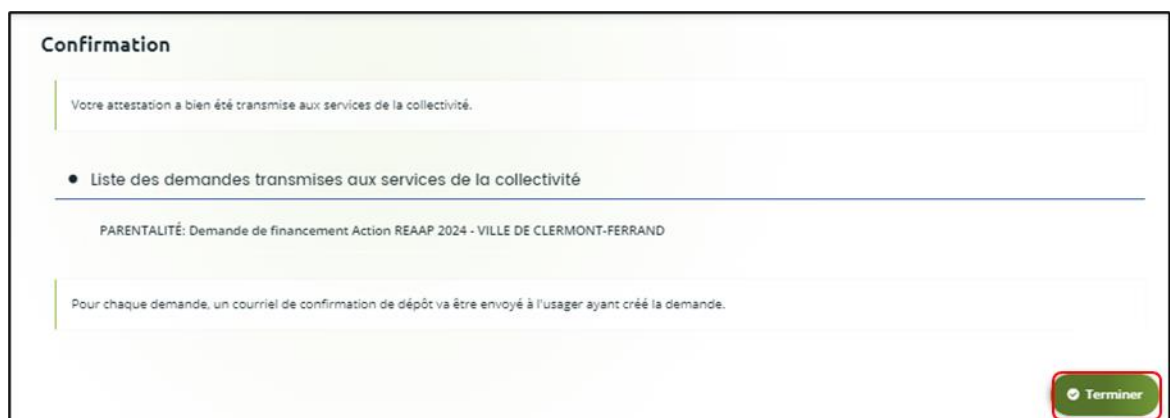 Confirmation
Votre attestation a bien été transmise aux services de la collectivité.
Liste des demandes transmises aux services de la collectivité
PARENTALITÉ: Demande de financement Action REAAP 2024 - VILLE DE CLERMONT-FERRAND
Pour chaque demande, un courriel de confirmation de dépôt va être envoyé à l'usager ayant créé la demande.
Terminer